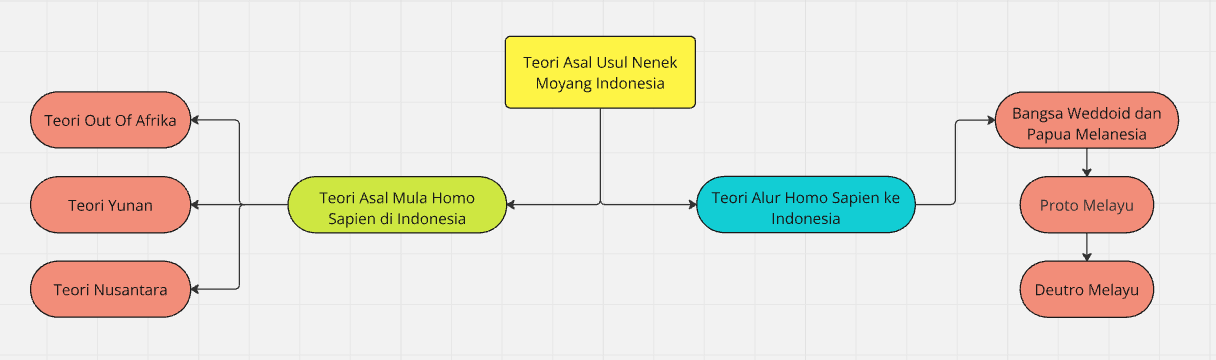 Teori Asal Usul Nenek
Moyang Indonesia
Teori Out Of Afrika
Teori Yunan
Teori Nusantara
Teori Asal Mula Homo
Sapien di Indonesia
Teori Alur Homo Sapien ke
Indonesia
Bangsa Weddoid dan
Papua Melanesia
Proto Melayu
Deutro Melayu